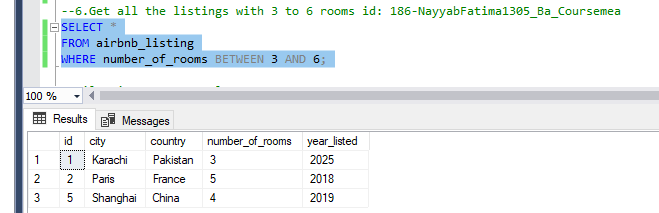 --6.Get all the listings with 3 to 6 rooms id: 186-NayyabFatima1305_Ba_Coursemea
SELECT *
FROM airbnb_listing
WHERE number_of_rooms BETWEEN 3 AND 6;
100 %
Results Messages
id city country number_of_rooms year_listed
1 1 Karachi Pakistan 3 2025
2 2 Paris France 5 2018
3 5 Shanghai China 4 2019